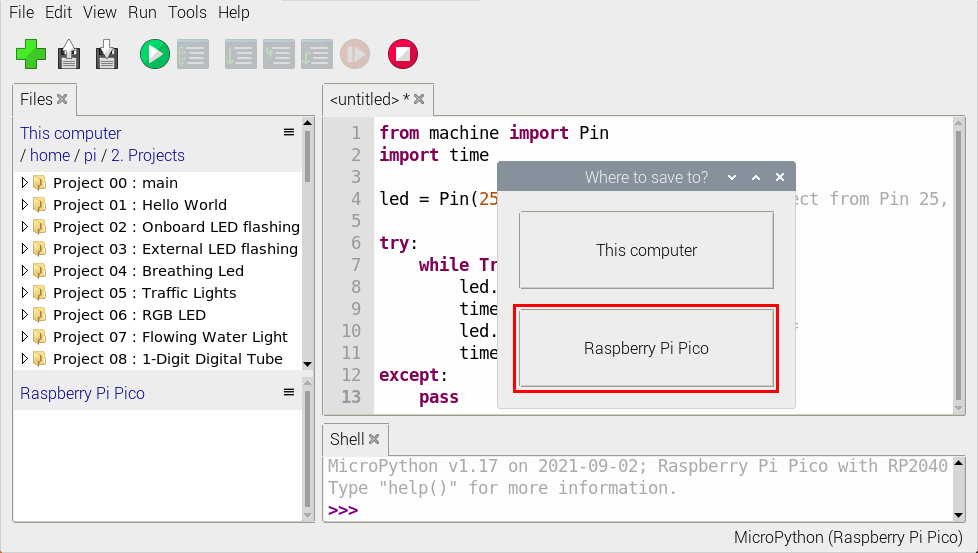 File Edit View Run Tools Help
Files
This computer
/ home / pi / 2. Projects
Project 00 : main
Project 01 : Hello World
Project 02 : Onboard LED flashing
Project 03 : External LED flashing
Project 04 : Breathing Led
Project 05 : Traffic Lights
Project 06 : RGB LED
Project 07 : Flowing Water Light
Project 08 : 1-Digit Digital Tube
Raspberry Pi Pico
<untitled> *
1 from machine import Pin
2 import time
3
4 led = Pin(25 ect from Pin 25,
5
6 try:
7 while Tr
8 led.
9 time
10 led.
11 time
12 except:
13 pass
Where to save to?
This computer
Raspberry Pi Pico
Shell
MicroPython v1.17 on 2021-09-02; Raspberry Pi Pico with RP2040
Type "help()" for more information.
>>>
MicroPython (Raspberry Pi Pico)